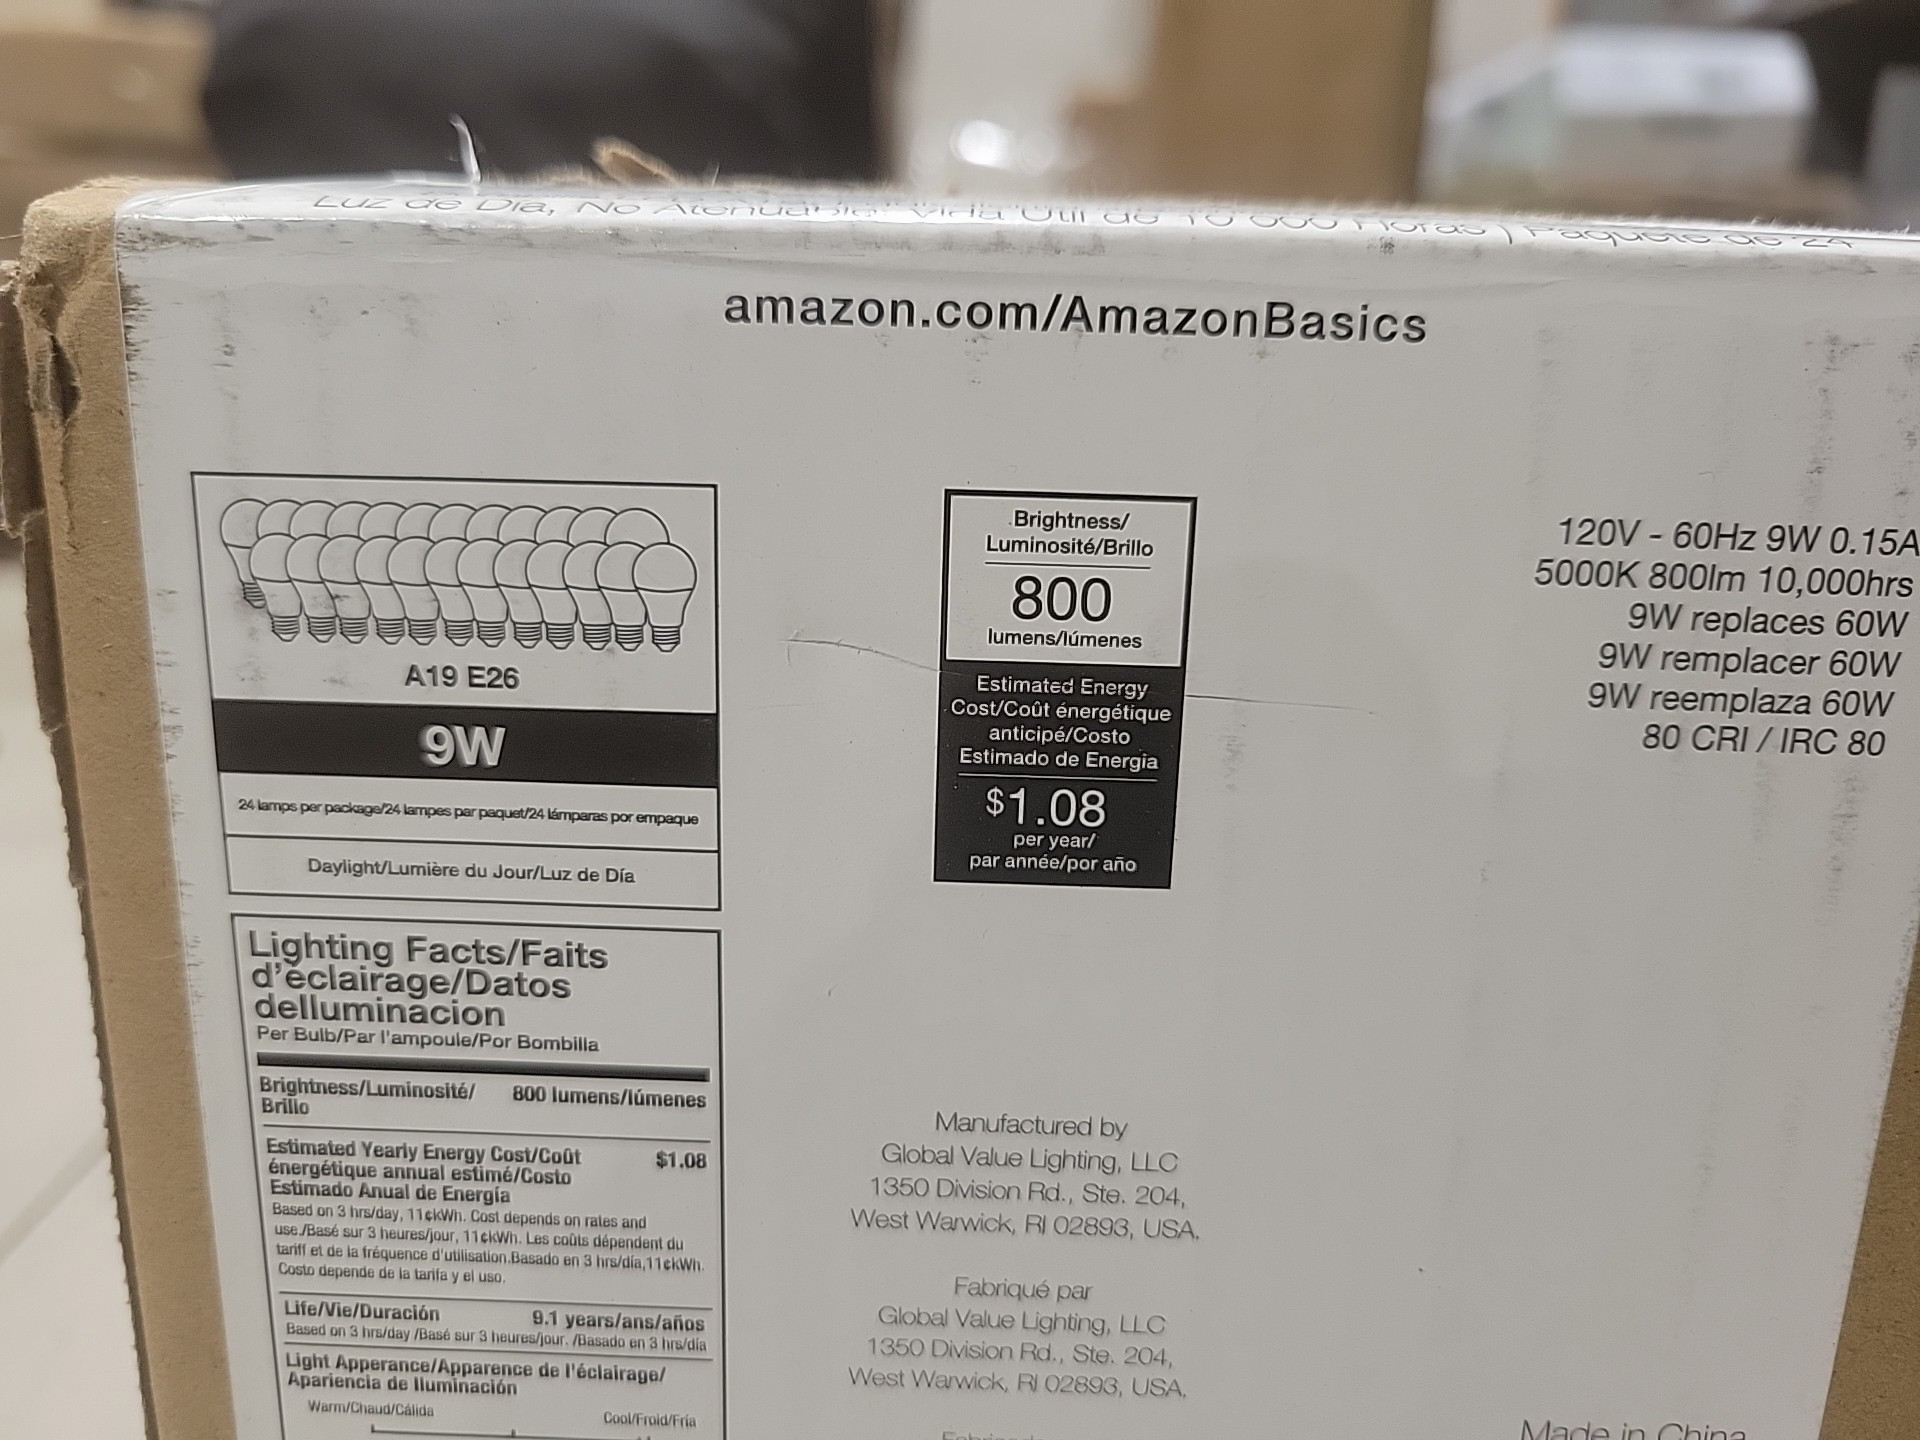 Luz de Día, No Atenuable, Vida Útil de 10 000 Horas | Paquete de 24
amazon.com/AmazonBasics
A19 E26
9W
24 lamps per package/24 lampes par paquet/24 lámparas por empaque
Daylight/Lumière du Jour/Luz de Día
Brightness/
Luminosité/Brillo
800
lumens/lúmenes
Estimated Energy
Cost/Coût énergétique
anticipé/Costo
Estimado de Energia
$1.08
per year/
par année/por año
120V - 60Hz 9W 0.15A
5000K 800lm 10,000hrs
9W replaces 60W
9W remplacer 60W
9W reemplaza 60W
80 CRI / IRC 80
Lighting Facts/Faits
d'éclairage/Datos
delluminacion
Per Bulb/Par l'ampoule/Por Bombilla
Brightness/Luminosité/ 800 lumens/lúmenes
Brillo
Estimated Yearly Energy Cost/Coût $1.08
énergétique annual estimé/Costo
Estimado Anual de Energía
Based on 3 hrs/day, 11¢kWh. Cost depends on rates and
use./Basé sur 3 heures/jour, 11¢kWh. Les coûts dépendent du
tariff et de la fréquence d'utilisation.Basado en 3 hrs/día,11¢kWh.
Costo depende de la tarifa y el uso.
Life/Vie/Duración 9.1 years/ans/años
Based on 3 hrs/day /Basé sur 3 heures/jour. /Basado en 3 hrs/día
Light Apperance/Apparence de l'éclairage/
Apariencia de Iluminación
Warm/Chaud/Cálida Cool/Froid/Fría
Manufactured by
Global Value Lighting, LLC
1350 Division Rd., Ste. 204,
West Warwick, RI 02893, USA.
Fabriqué par
Global Value Lighting, LLC
1350 Division Rd., Ste. 204,
West Warwick, RI 02893, USA.
Made in China